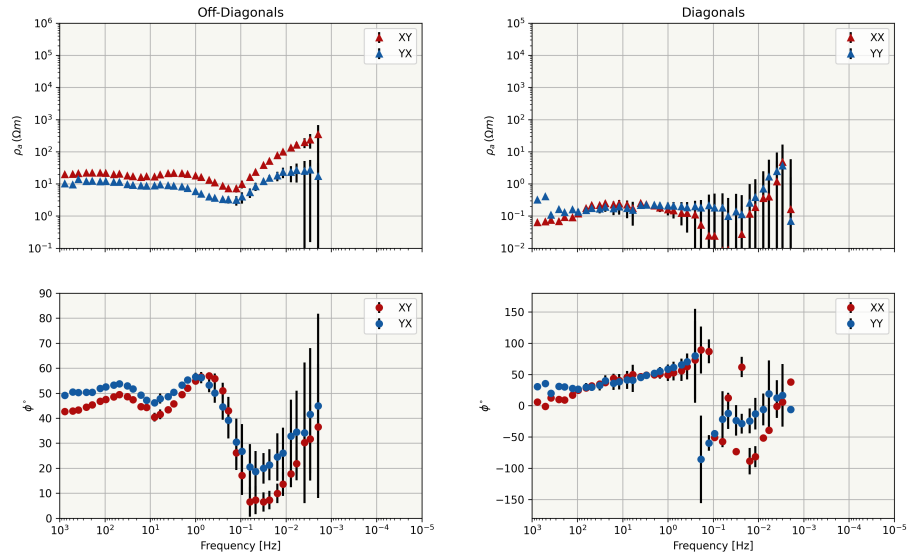 Off-Diagonals
10⁶
10⁵
10⁴
10³
10²
10¹
10⁰
10⁻¹
ρₐ (Ωm)
XY
YX
Diagonals
10⁵
10⁴
10³
10²
10¹
10⁰
10⁻¹
10⁻²
ρₐ (Ωm)
XX
YY
90
80
70
60
50
40
30
20
10
0
ϕ°
XY
YX
10³ 10² 10¹ 10⁰ 10⁻¹ 10⁻² 10⁻³ 10⁻⁴ 10⁻⁵
Frequency [Hz]
150
100
50
0
−50
−100
−150
ϕ°
XX
YY
10³ 10² 10¹ 10⁰ 10⁻¹ 10⁻² 10⁻³ 10⁻⁴ 10⁻⁵
Frequency [Hz]